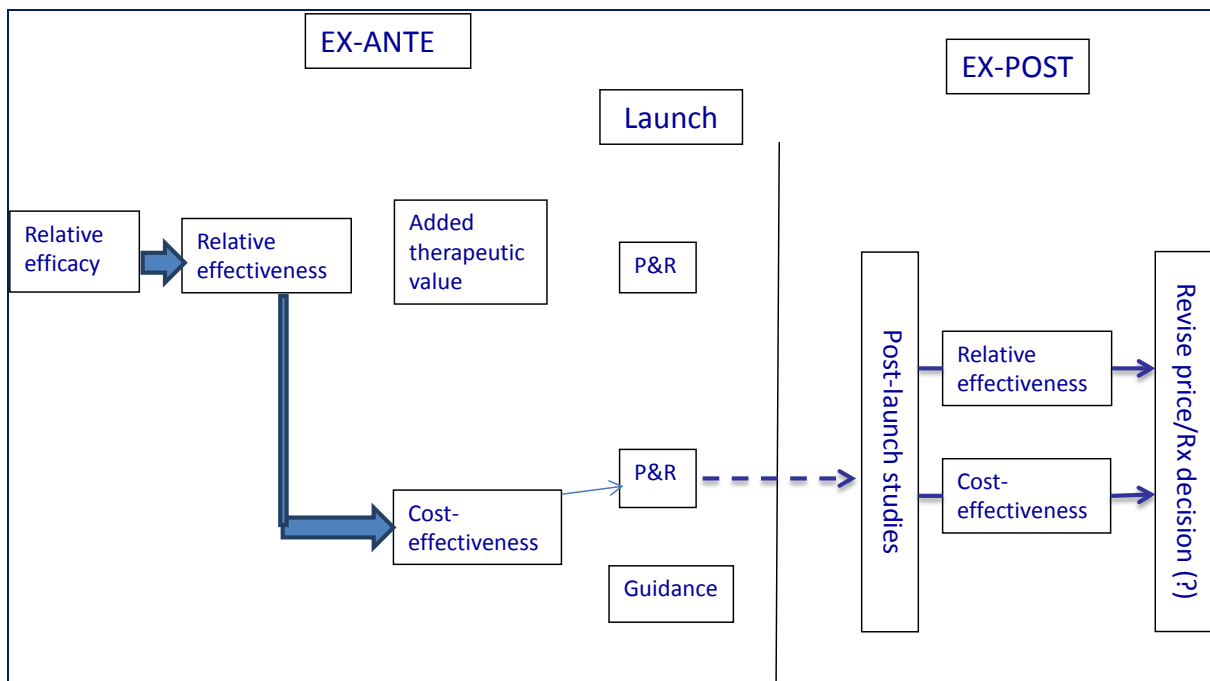 EX-ANTE
EX-POST
Launch
Relative
efficacy
Relative
effectiveness
Added
therapeutic
value
P&R
P&R
Cost-
effectiveness
Guidance
Post-launch studies
Relative
effectiveness
Cost-
effectiveness
Revise price/Rx decision (?)